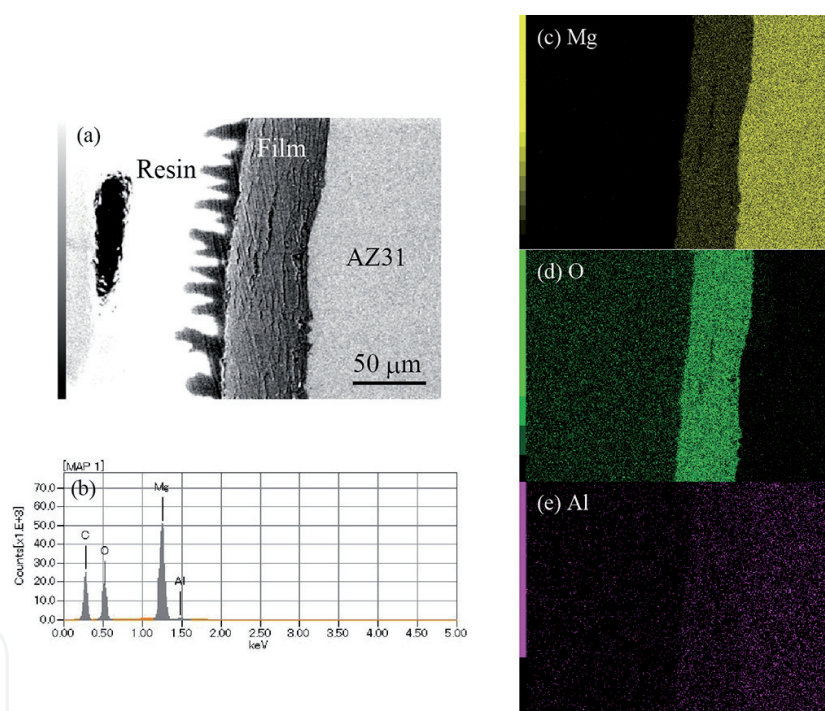 (a)
Resin
Film
AZ31
50 μm
[MAP 1]
(b)
Counts[x1.E+3]
70.0
60.0
50.0
40.0
30.0
20.0
10.0
0.0
C
O
Mg
Al
0.00 0.50 1.00 1.50 2.00 2.50 3.00 3.50 4.00 4.50 5.00
keV
(c) Mg
(d) O
(e) Al